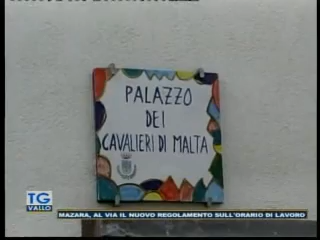 PALAZZO
DEI
CAVALIERI DI MALTA
TG
VALLO
MAZARA, AL VIA IL NUOVO REGOLAMENTO SULL'ORARIO DI LAVORO